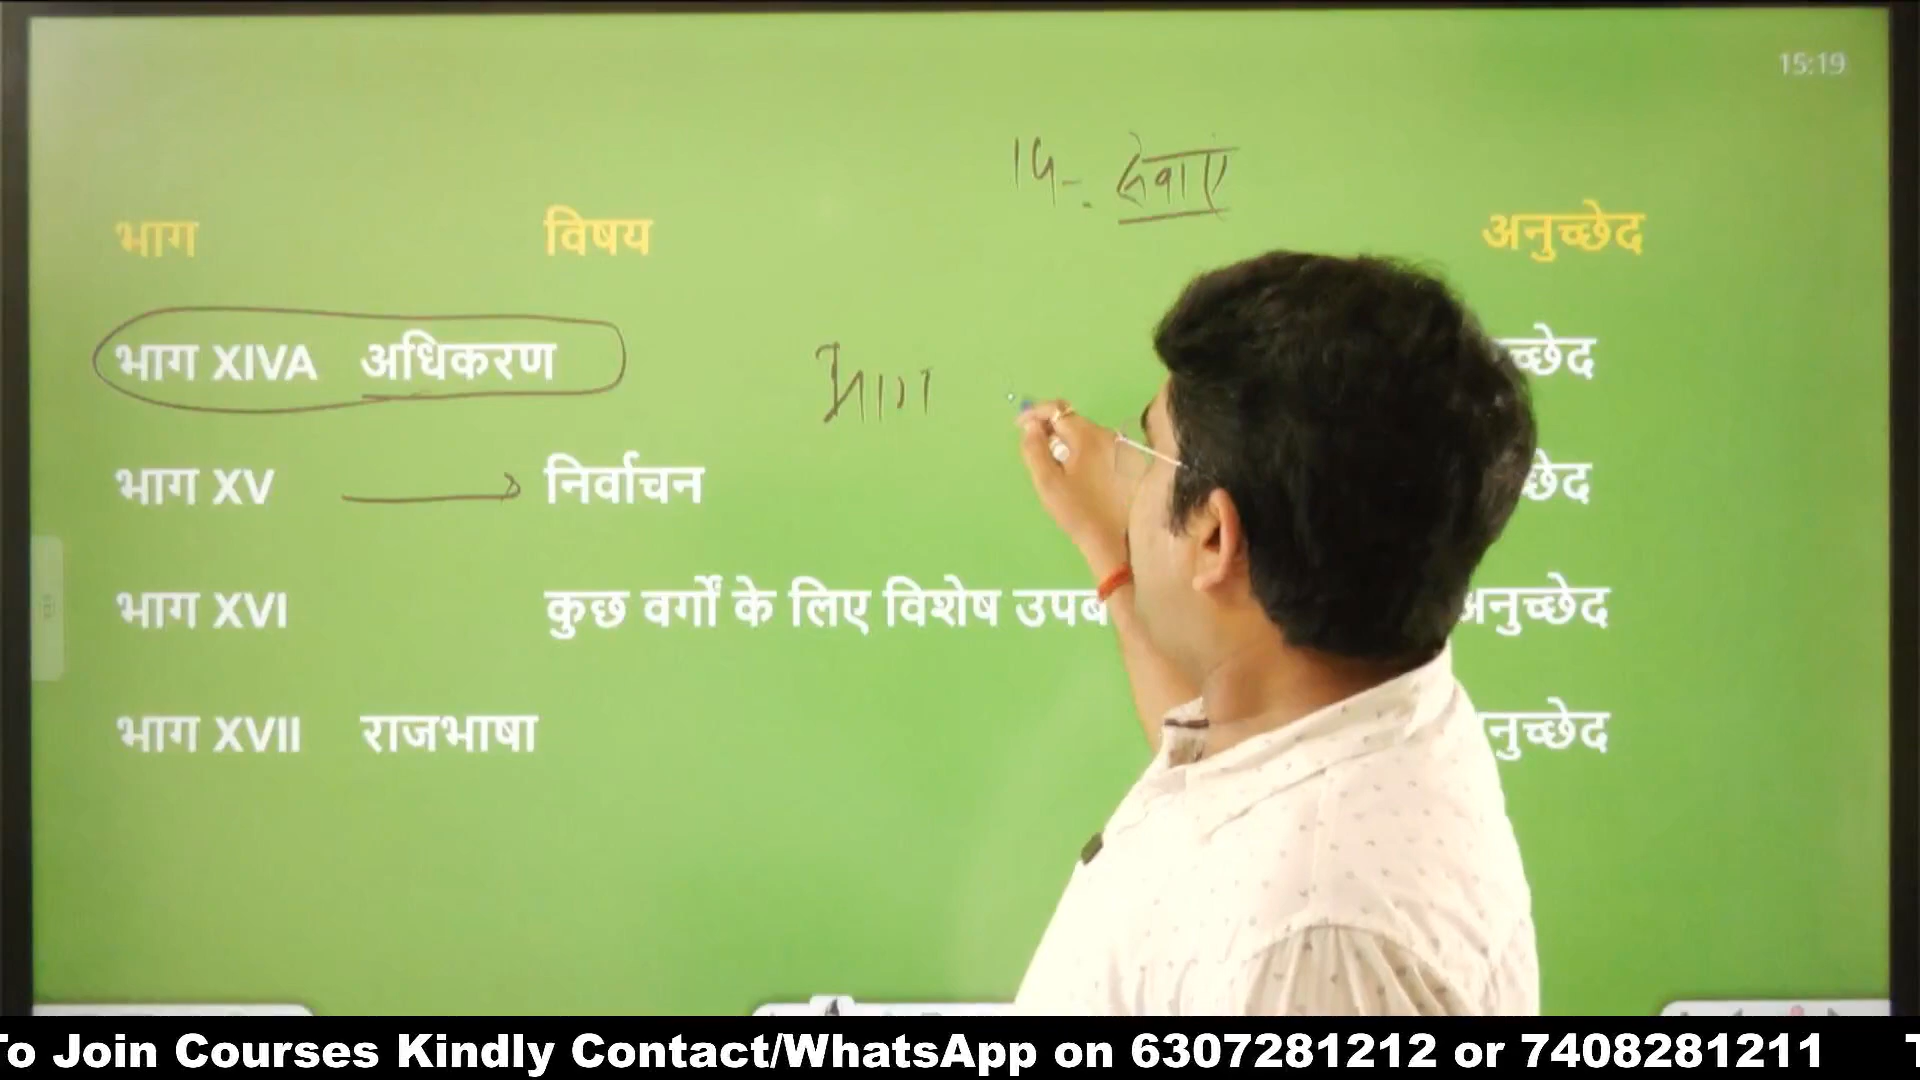 15:19
14-. सेवाएं
भाग विषय अनुच्छेद
भाग XIVA अधिकरण च्छेद
भाग
भाग XV निर्वाचन छेद
भाग XVI कुछ वर्गों के लिए विशेष उपब अनुच्छेद
भाग XVII राजभाषा नुच्छेद
To Join Courses Kindly Contact/WhatsApp on 6307281212 or 7408281211 T